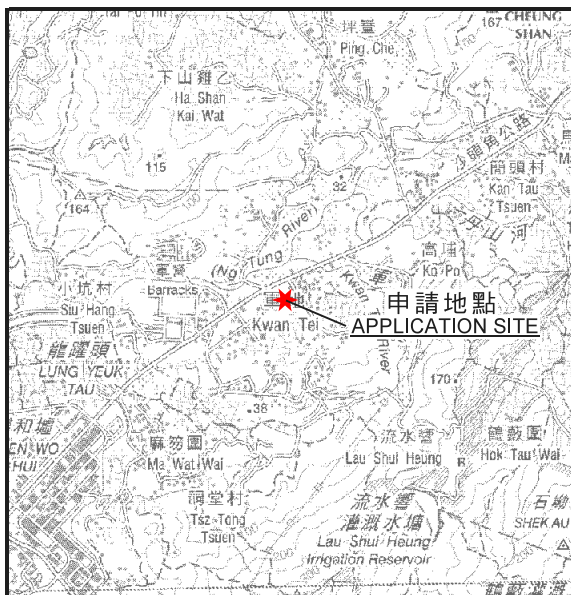 167
CHEUNG
SHAN
坪輋
Ping Che
下山雞乙
Ha Shan
Kai Wat
沙頭角公路
115
32
簡頭村
Kan Tau
Tsuen
164
(Ng Tung River)
丹山河
高埔
Ko Po
軍營
Barracks
小坑村
Siu Hang
Tsuen
申請地點
APPLICATION SITE
Kwan Tei
River
龍躍頭
LUNG YEUK
TAU
170
38
和墟
EN WO
HUI
麻笏圍
Ma Wat Wai
流水響
Lau Shui Heung
鶴藪圍
Hok Tau Wai
祠堂村
Tsz Tong
Tsuen
流水響
灌溉水塘
Lau Shui Heung
Irrigation Reservoir
石坳
SHEK AU